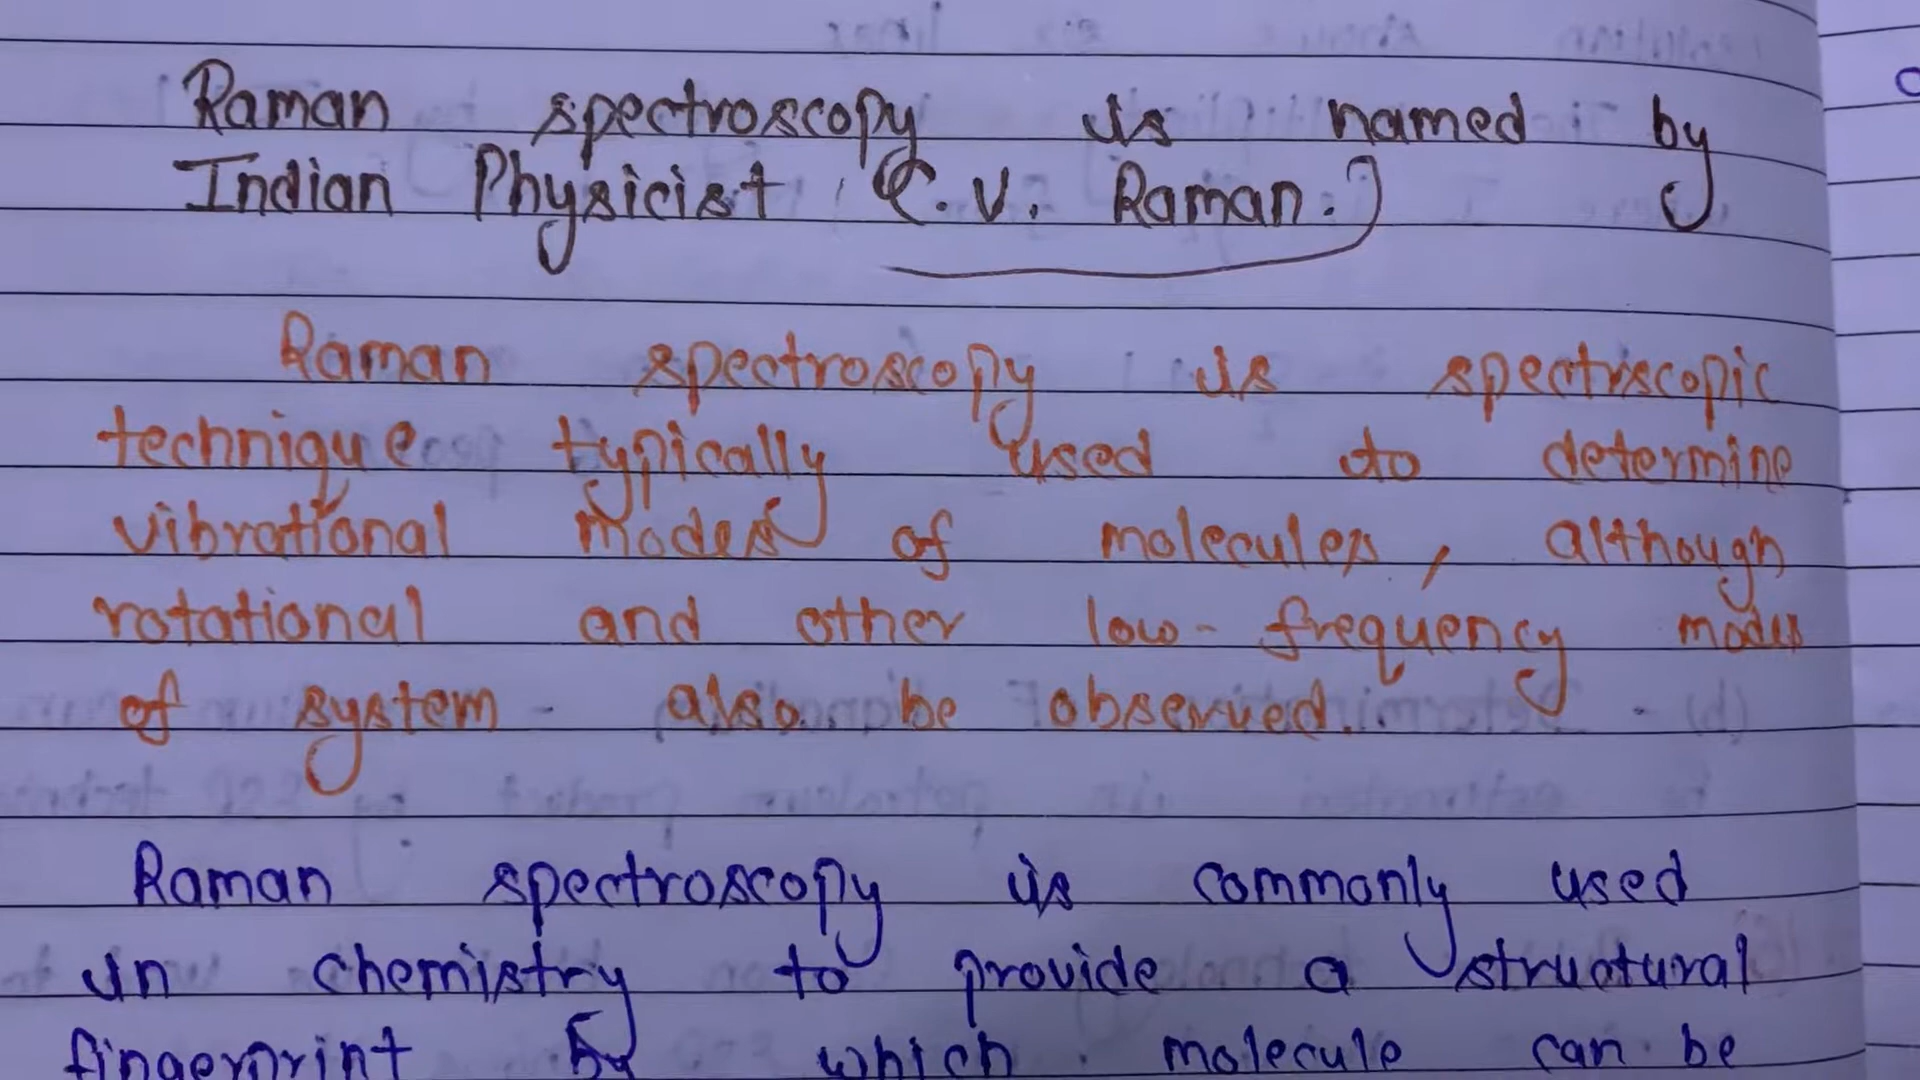 Raman spectroscopy is named by
Indian Physicist (C. V. Raman.)
Raman spectroscopy is spectriscopic
technique typically used to determine
vibrational modes of molecules, although
rotational and other low-frequency modes
of system also be observed.
Raman spectroscopy is commonly used
in chemistry to provide a structural
fingerprint by which molecule can be